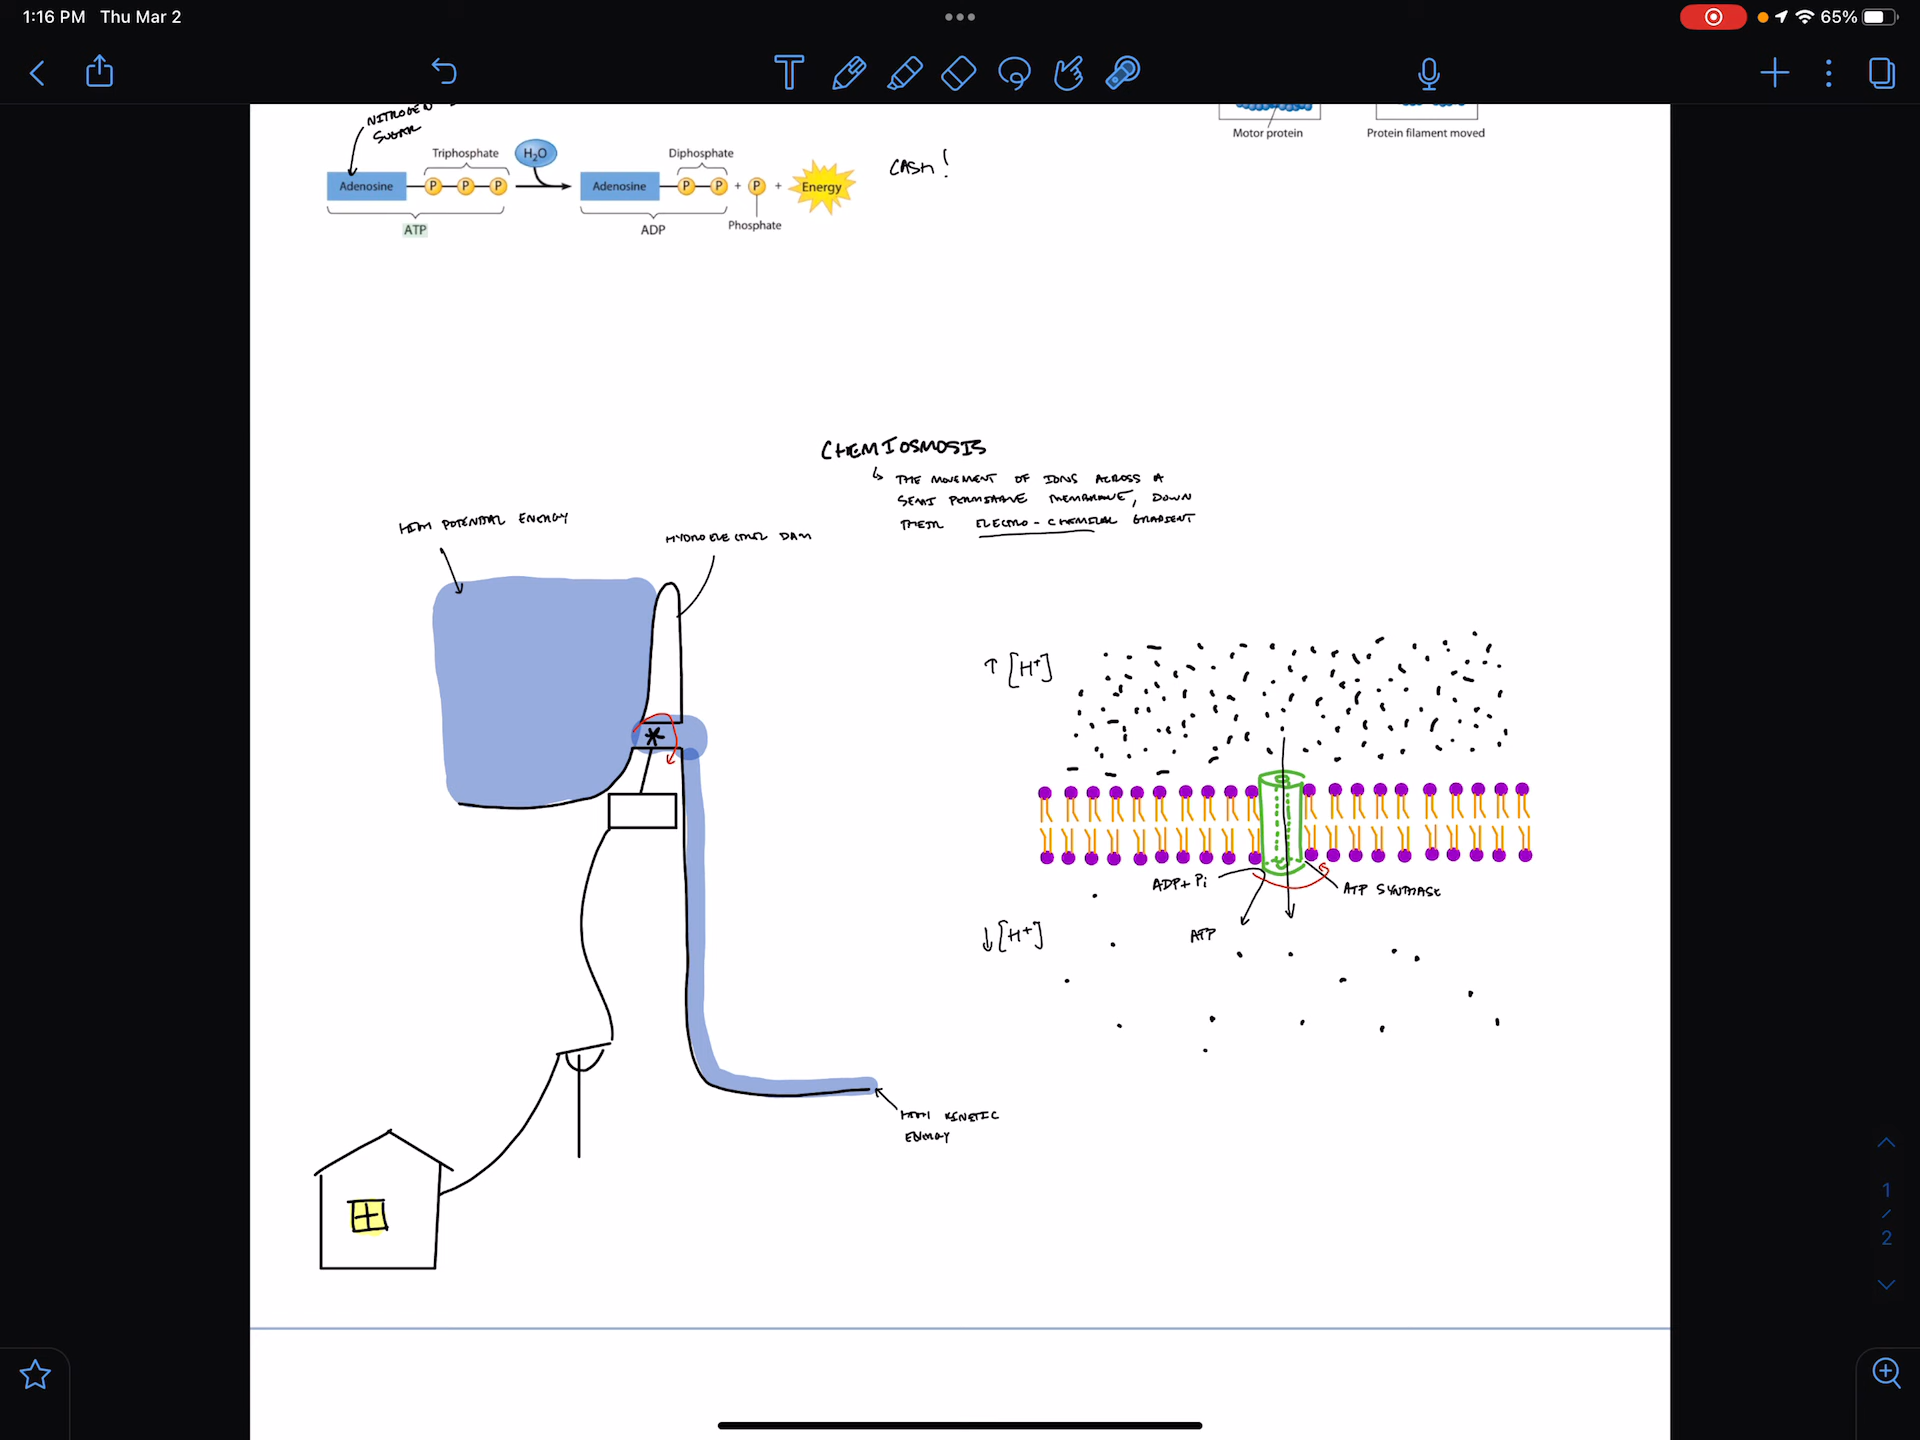 1:16 PM Thu Mar 2
65%
NITROGEN
SUGAR
Triphosphate
H₂O
Diphosphate
Adenosine
P
P
P
Adenosine
P
P
+
P
+
Energy
ATP
ADP
Phosphate
CASH!
Motor protein
Protein filament moved
CHEMIOSMOSIS
↳ THE MOVEMENT OF IONS ACROSS A
SEMI PERMEABLE MEMBRANE, DOWN
THEIR ELECTRO-CHEMICAL GRADIENT
HIGH POTENTIAL ENERGY
HYDROELECTRIC DAM
↑ [H⁺]
ADP + Pi
ATP SYNTHASE
ATP
↓ [H⁺]
HIGH KINETIC
ENERGY
1
/
2